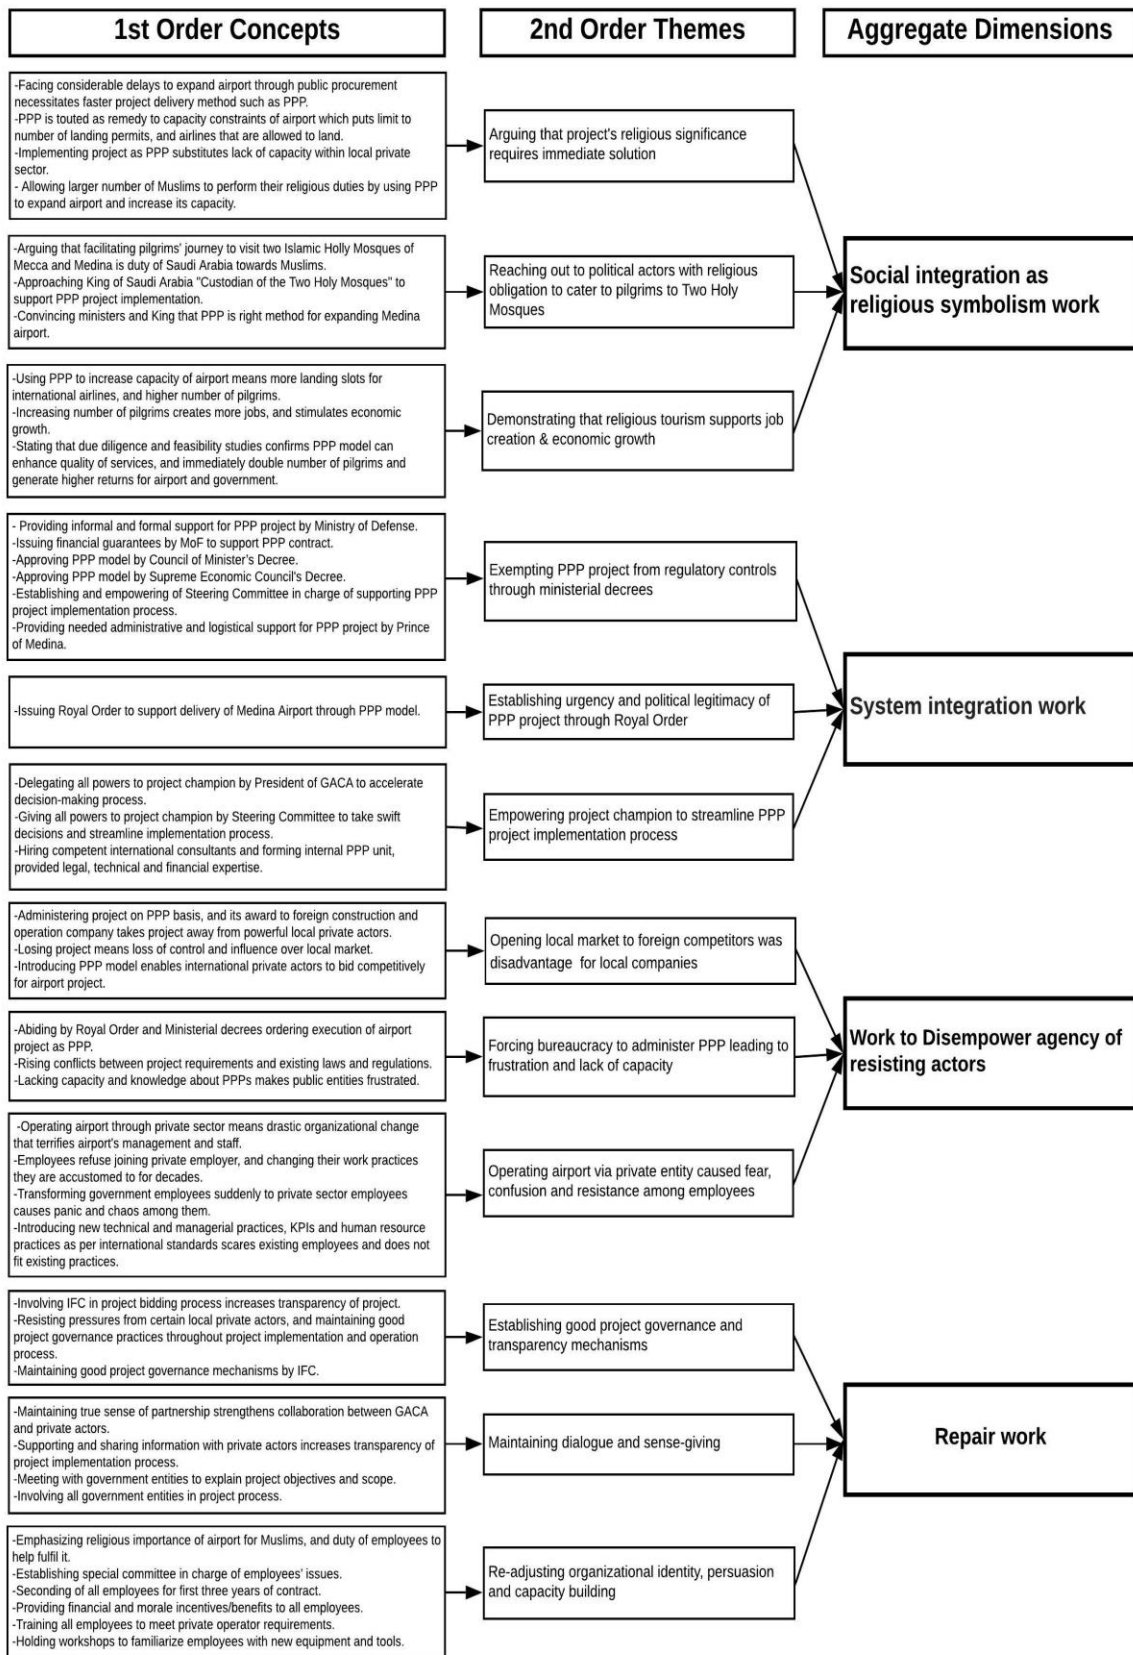 1st Order Concepts
2nd Order Themes
Aggregate Dimensions
-Facing considerable delays to expand airport through public procurement
necessitates faster project delivery method such as PPP.
-PPP is touted as remedy to capacity constraints of airport which puts limit to
number of landing permits, and airlines that are allowed to land.
-Implementing project as PPP substitutes lack of capacity within local private
sector.
- Allowing larger number of Muslims to perform their religious duties by using PPP
to expand airport and increase its capacity.
Arguing that project's religious significance
requires immediate solution
-Arguing that facilitating pilgrims' journey to visit two Islamic Holly Mosques of
Mecca and Medina is duty of Saudi Arabia towards Muslims.
-Approaching King of Saudi Arabia "Custodian of the Two Holy Mosques" to
support PPP project implementation.
-Convincing ministers and King that PPP is right method for expanding Medina
airport.
Reaching out to political actors with religious
obligation to cater to pilgrims to Two Holy
Mosques
Social integration as
religious symbolism work
-Using PPP to increase capacity of airport means more landing slots for
international airlines, and higher number of pilgrims.
-Increasing number of pilgrims creates more jobs, and stimulates economic
growth.
-Stating that due diligence and feasibility studies confirms PPP model can
enhance quality of services, and immediately double number of pilgrims and
generate higher returns for airport and government.
Demonstrating that religious tourism supports job
creation & economic growth
- Providing informal and formal support for PPP project by Ministry of Defense.
-Issuing financial guarantees by MoF to support PPP contract.
-Approving PPP model by Council of Minister's Decree.
-Approving PPP model by Supreme Economic Council's Decree.
-Establishing and empowering of Steering Committee in charge of supporting PPP
project implementation process.
-Providing needed administrative and logistical support for PPP project by Prince
of Medina.
Exempting PPP project from regulatory controls
through ministerial decrees
-Issuing Royal Order to support delivery of Medina Airport through PPP model.
Establishing urgency and political legitimacy of
PPP project through Royal Order
System integration work
-Delegating all powers to project champion by President of GACA to accelerate
decision-making process.
-Giving all powers to project champion by Steering Committee to take swift
decisions and streamline implementation process.
-Hiring competent international consultants and forming internal PPP unit,
provided legal, technical and financial expertise.
Empowering project champion to streamline PPP
project implementation process
-Administering project on PPP basis, and its award to foreign construction and
operation company takes project away from powerful local private actors.
-Losing project means loss of control and influence over local market.
-Introducing PPP model enables international private actors to bid competitively
for airport project.
Opening local market to foreign competitors was
disadvantage for local companies
-Abiding by Royal Order and Ministerial decrees ordering execution of airport
project as PPP.
-Rising conflicts between project requirements and existing laws and regulations.
-Lacking capacity and knowledge about PPPs makes public entities frustrated.
Forcing bureaucracy to administer PPP leading to
frustration and lack of capacity
Work to Disempower agency of
resisting actors
-Operating airport through private sector means drastic organizational change
that terrifies airport's management and staff.
-Employees refuse joining private employer, and changing their work practices
they are accustomed to for decades.
-Transforming government employees suddenly to private sector employees
causes panic and chaos among them.
-Introducing new technical and managerial practices, KPIs and human resource
practices as per international standards scares existing employees and does not
fit existing practices.
Operating airport via private entity caused fear,
confusion and resistance among employees
-Involving IFC in project bidding process increases transparency of project.
-Resisting pressures from certain local private actors, and maintaining good
project governance practices throughout project implementation and operation
process.
-Maintaining good project governance mechanisms by IFC.
Establishing good project governance and
transparency mechanisms
-Maintaining true sense of partnership strengthens collaboration between GACA
and private actors.
-Supporting and sharing information with private actors increases transparency of
project implementation process.
-Meeting with government entities to explain project objectives and scope.
-Involving all government entities in project process.
Maintaining dialogue and sense-giving
Repair work
-Emphasizing religious importance of airport for Muslims, and duty of employees to
help fulfil it.
-Establishing special committee in charge of employees' issues.
-Seconding of all employees for first three years of contract.
-Providing financial and morale incentives/benefits to all employees.
-Training all employees to meet private operator requirements.
-Holding workshops to familiarize employees with new equipment and tools.
Re-adjusting organizational identity, persuasion
and capacity building